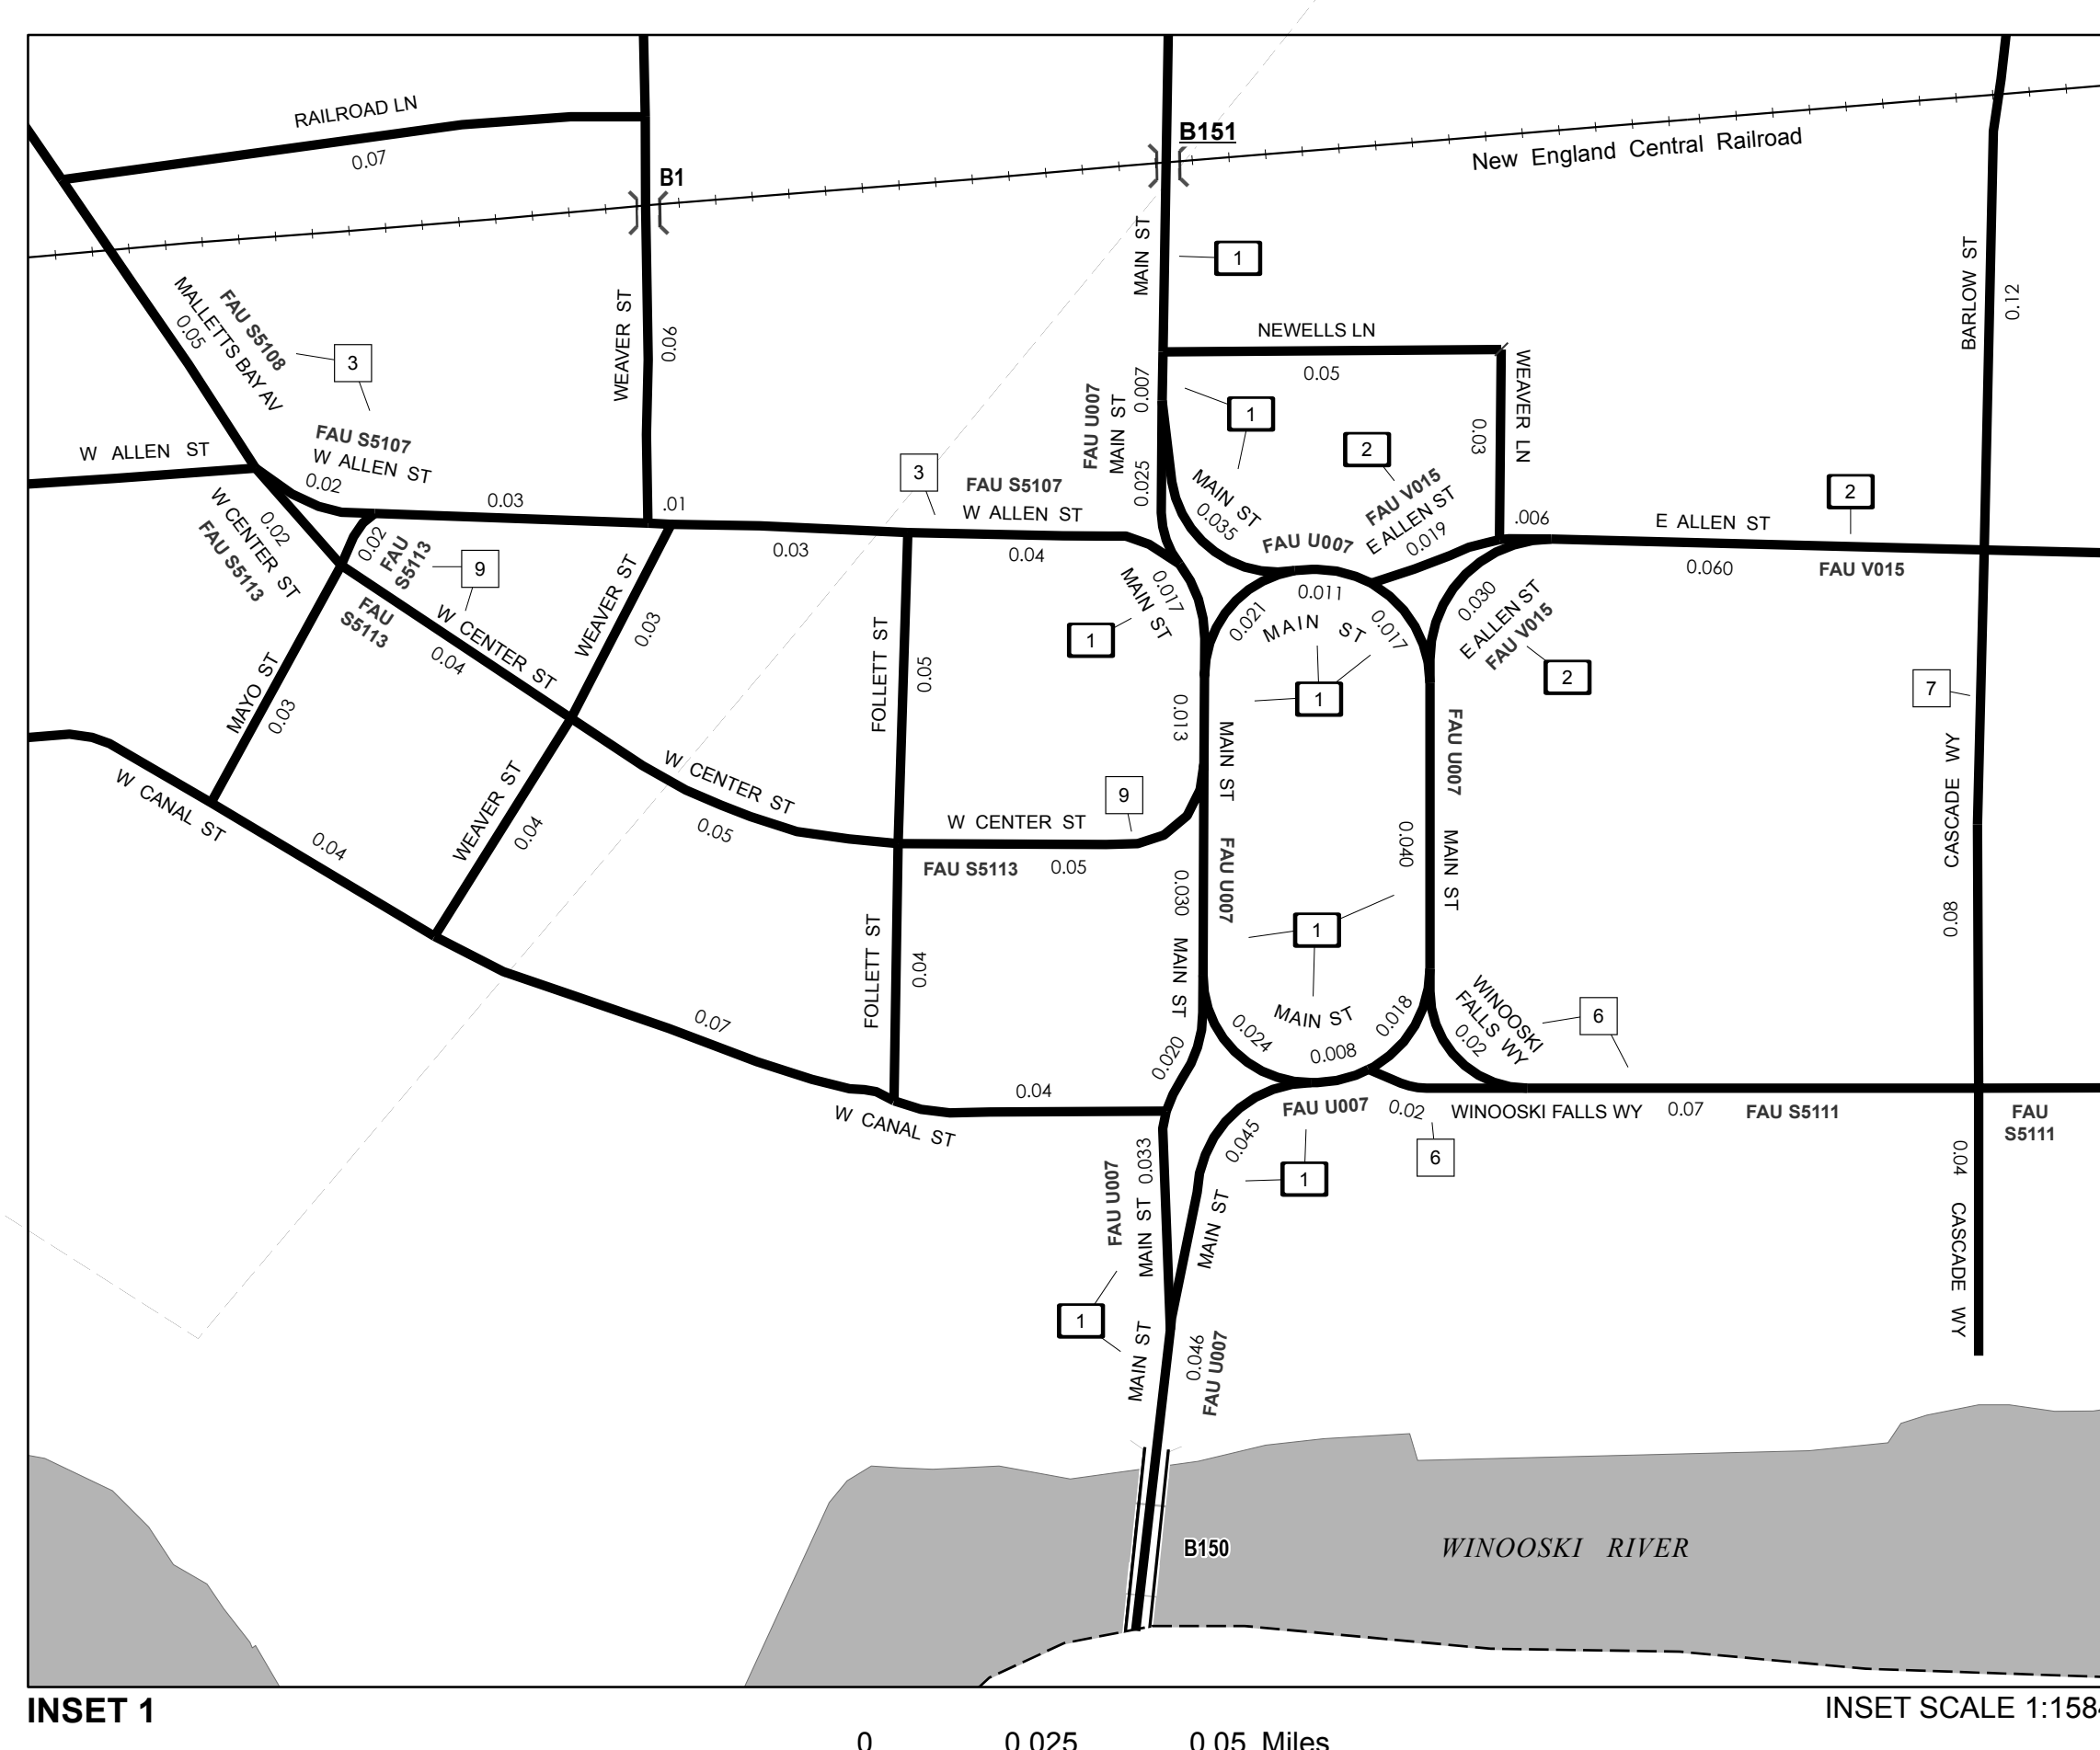 RAILROAD LN
0.07
B1
B151
New England Central Railroad
MAIN ST
1
MALLETTS BAY AV
0.05
FAU S5108
3
WEAVER ST
0.06
BARLOW ST
0.12
NEWELLS LN
0.05
WEAVER LN
0.03
FAU U007
MAIN ST
0.007
0.025
1
2
MAIN ST
0.035
FAU V015
E ALLEN ST
0.019
W ALLEN ST
FAU S5107
W ALLEN ST
0.02
0.03
.01
3
FAU S5107
W ALLEN ST
0.03
0.04
FAU U007
.006
E ALLEN ST
2
0.060
FAU V015
W CENTER ST
0.02
FAU S5113
0.02
FAU
S5113
9
FAU
S5113
W CENTER ST
0.04
WEAVER ST
0.03
MAIN ST
0.017
1
0.021
0.011
0.017
MAIN ST
1
0.030
E ALLEN ST
FAU V015
2
7
MAYO ST
0.03
FOLLETT ST
0.05
0.013
MAIN ST
FAU U007
FAU U007
MAIN ST
0.040
CASCADE WY
0.08
W CANAL ST
0.04
WEAVER ST
0.04
W CENTER ST
0.05
9
W CENTER ST
FAU S5113
0.05
0.030
MAIN ST
1
FOLLETT ST
0.04
0.07
0.020
0.024
MAIN ST
0.008
0.018
WINOOSKI
FALLS WY
0.02
6
W CANAL ST
0.04
FAU U007
0.02
WINOOSKI FALLS WY
0.07
FAU S5111
FAU
S5111
6
0.045
1
MAIN ST
FAU U007
MAIN ST
0.033
0.04
CASCADE WY
1
MAIN ST
0.046
FAU U007
B150
WINOOSKI RIVER
INSET 1
INSET SCALE 1:158
0 0.025 0.05 Miles